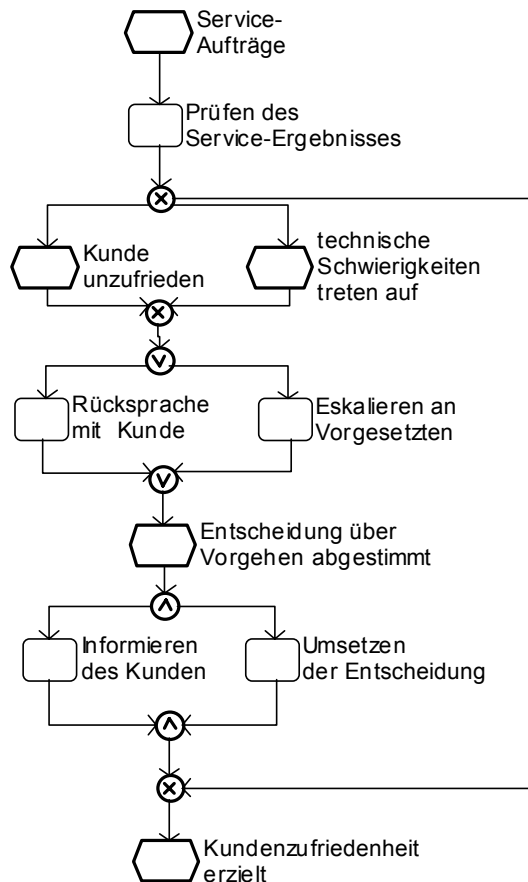 Service-
Aufträge
Prüfen des
Service-Ergebnisses
Kunde
unzufrieden
technische
Schwierigkeiten
treten auf
Rücksprache
mit Kunde
Eskalieren an
Vorgesetzten
Entscheidung über
Vorgehen abgestimmt
Informieren
des Kunden
Umsetzen
der Entscheidung
Kundenzufriedenheit
erzielt